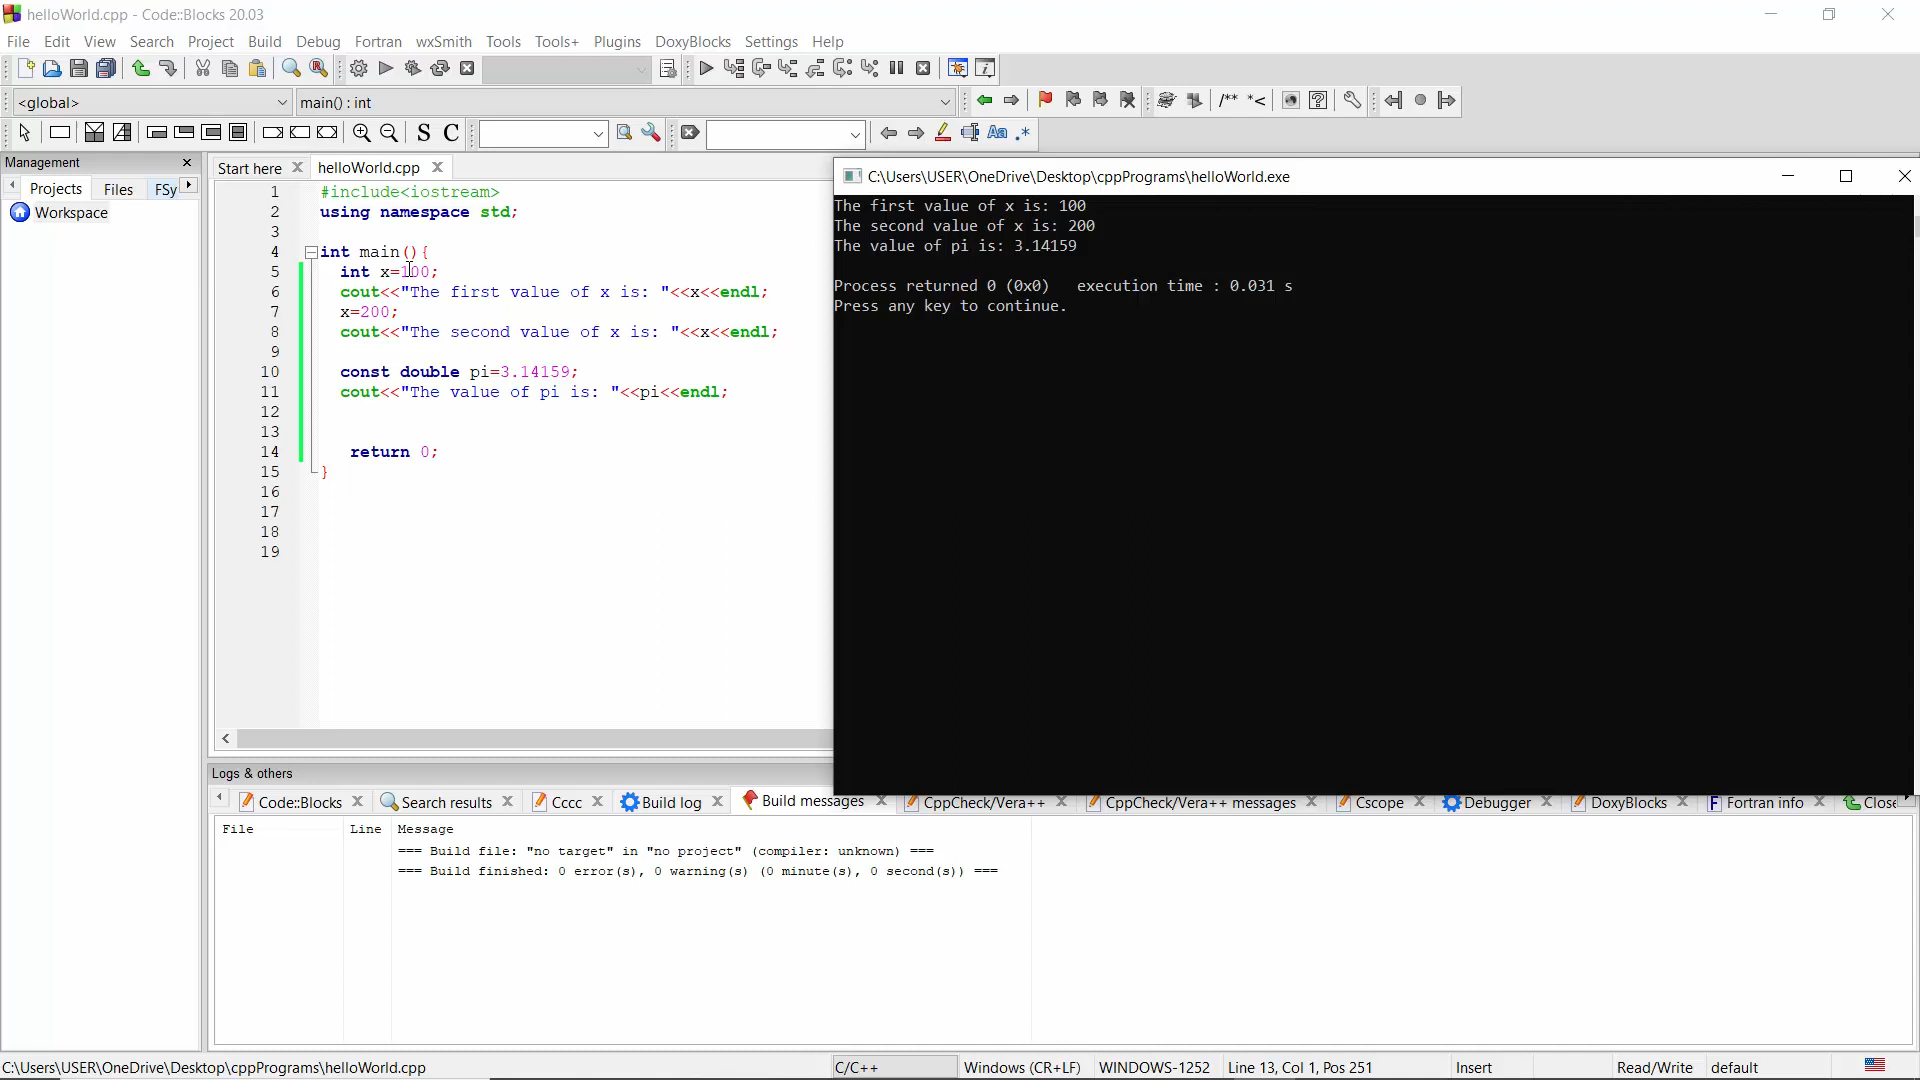 helloWorld.cpp - Code::Blocks 20.03
File Edit View Search Project Build Debug Fortran wxSmith Tools Tools+ Plugins DoxyBlocks Settings Help
<global> main() : int /** *<
S C Aa .*
Management
Projects Files FSy
Workspace
Start here helloWorld.cpp
1 #include<iostream>
2 using namespace std;
3
4 int main(){
5 int x=100;
6 cout<<"The first value of x is: "<<x<<endl;
7 x=200;
8 cout<<"The second value of x is: "<<x<<endl;
9
10 const double pi=3.14159;
11 cout<<"The value of pi is: "<<pi<<endl;
12
13
14 return 0;
15 }
16
17
18
19
C:\Users\USER\OneDrive\Desktop\cppPrograms\helloWorld.exe
The first value of x is: 100
The second value of x is: 200
The value of pi is: 3.14159
Process returned 0 (0x0) execution time : 0.031 s
Press any key to continue.
Logs & others
Code::Blocks Search results Cccc Build log Build messages CppCheck/Vera++ CppCheck/Vera++ messages Cscope Debugger DoxyBlocks Fortran info Close
File Line Message
=== Build file: "no target" in "no project" (compiler: unknown) ===
=== Build finished: 0 error(s), 0 warning(s) (0 minute(s), 0 second(s)) ===
C:\Users\USER\OneDrive\Desktop\cppPrograms\helloWorld.cpp C/C++ Windows (CR+LF) WINDOWS-1252 Line 13, Col 1, Pos 251 Insert Read/Write default